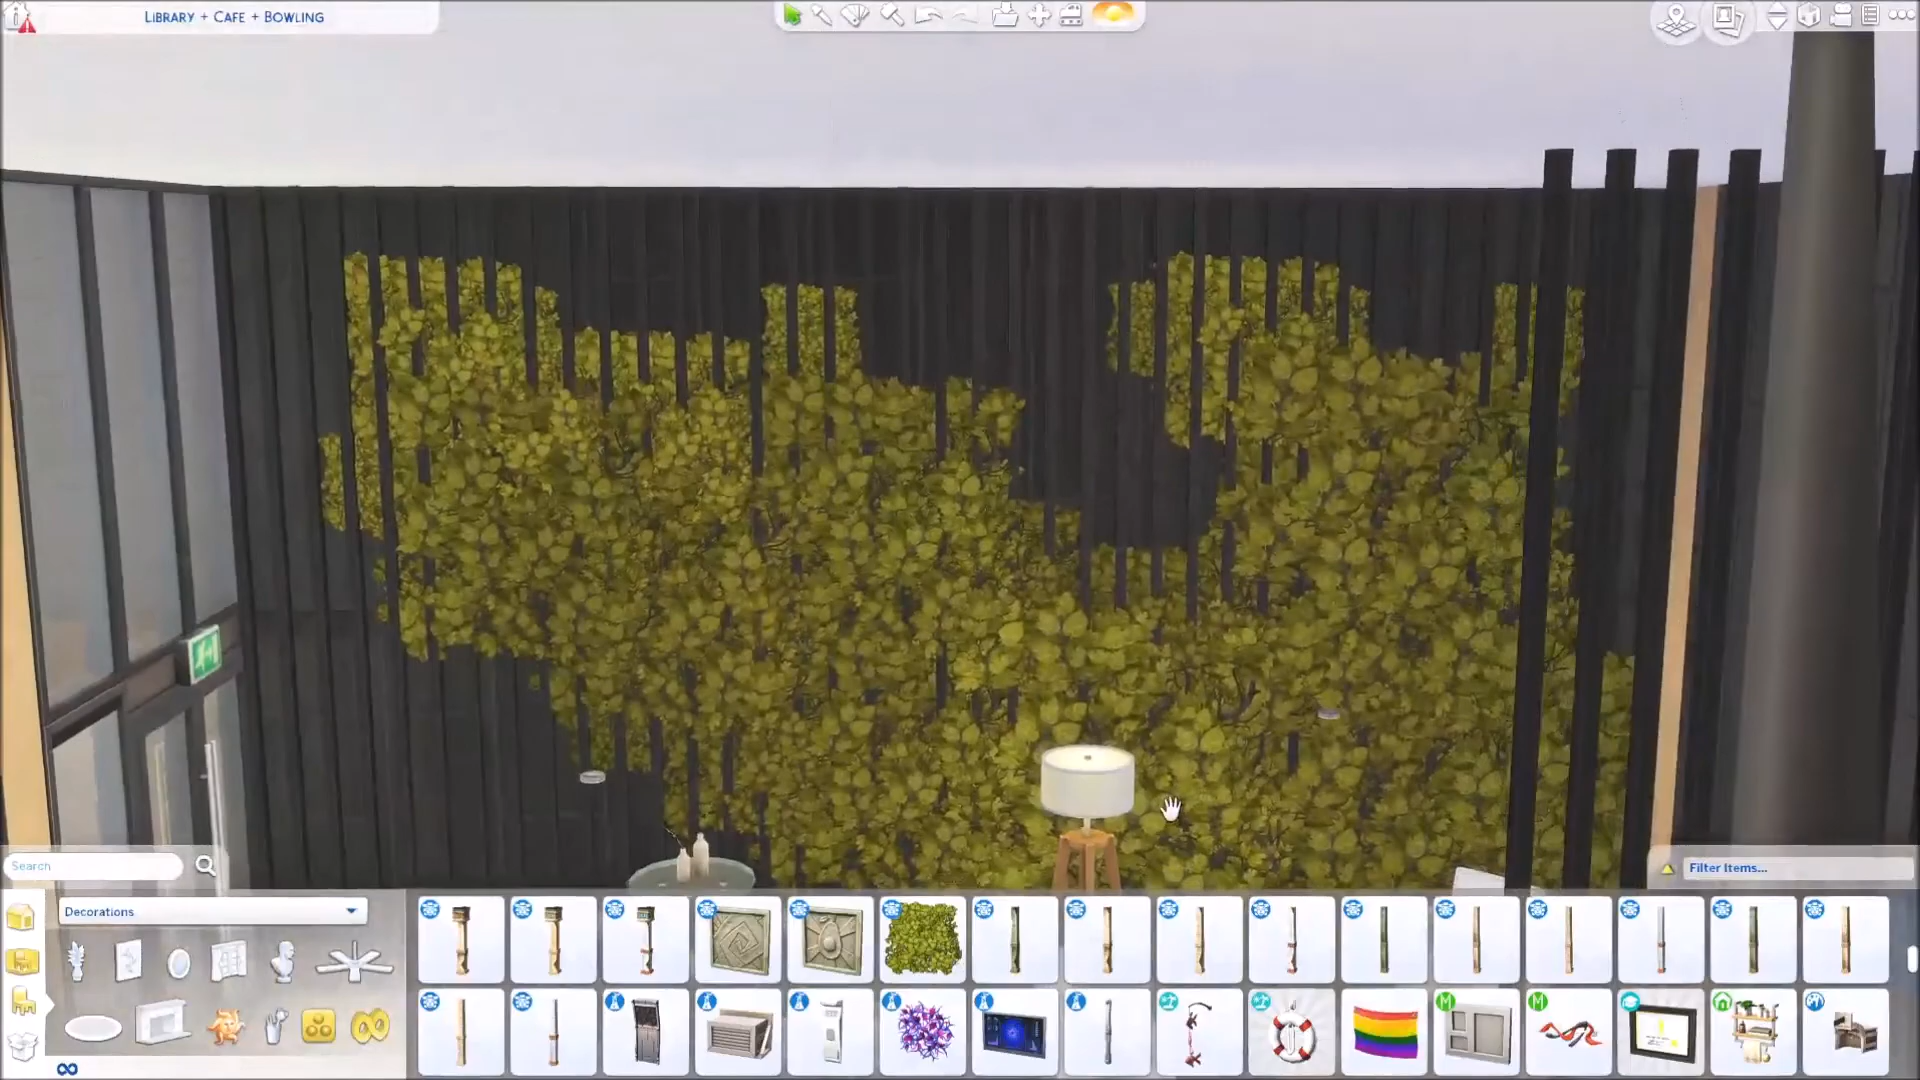 LIBRARY + CAFE + BOWLING
Search
Filter Items...
Decorations
M
M